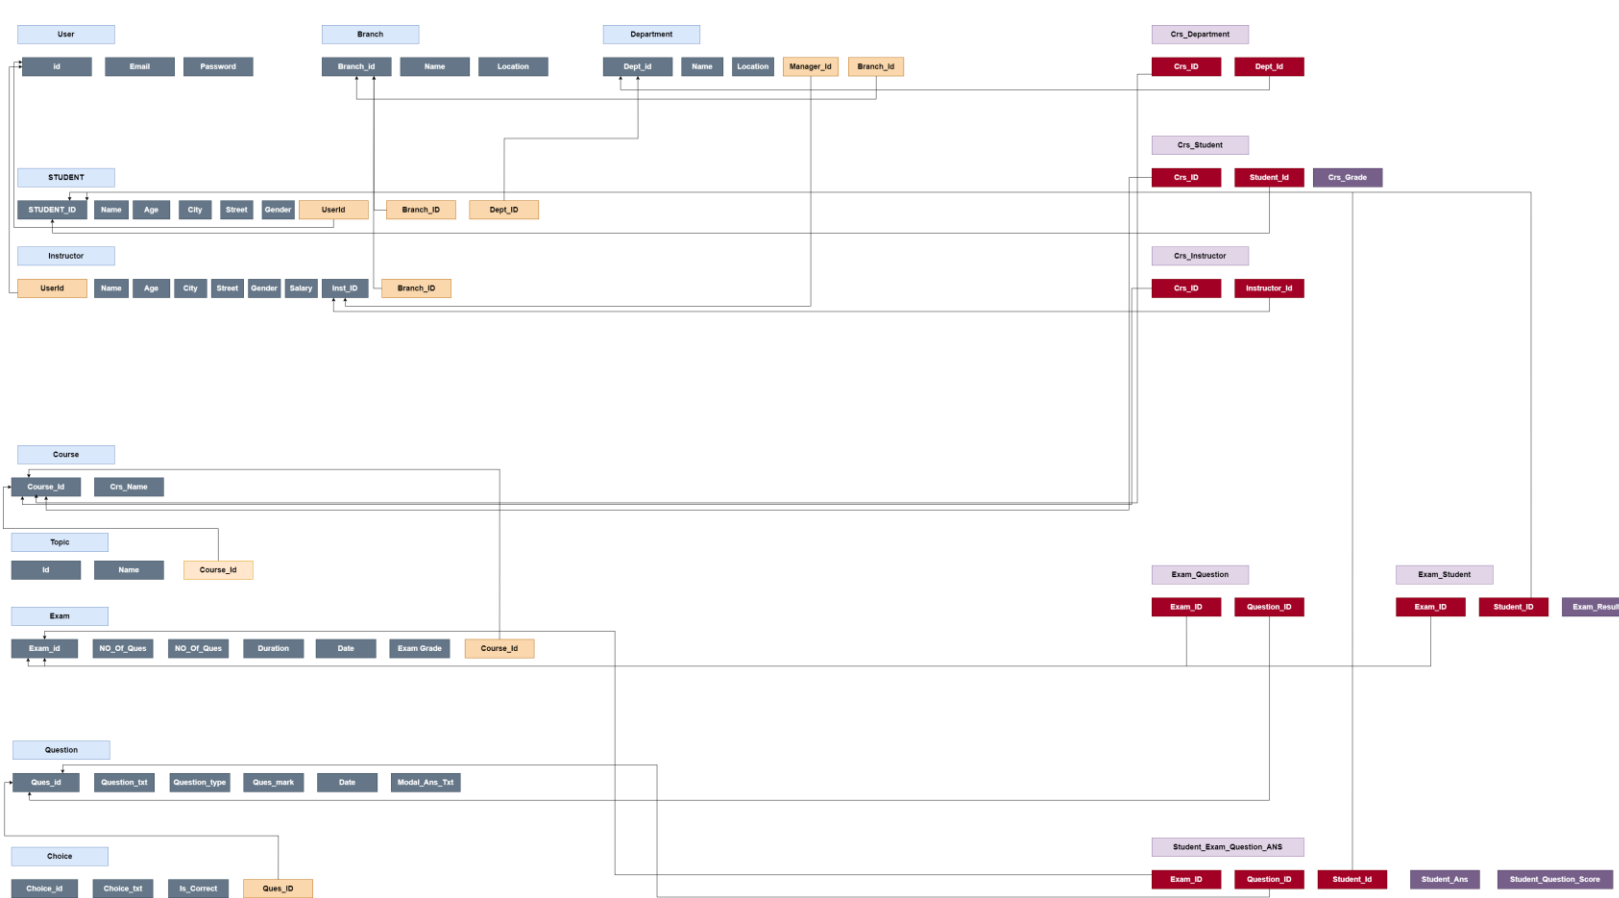 User
Branch
Department
Crs_Department
id Email Password
Branch_id Name Location
Dept_id Name Location Manager_Id Branch_Id
Crs_ID Dept_Id
Crs_Student
STUDENT
Crs_ID Student_Id Crs_Grade
STUDENT_ID Name Age City Street Gender UserId Branch_ID Dept_ID
Instructor
Crs_Instructor
UserId Name Age City Street Gender Salary Inst_ID Branch_ID
Crs_ID Instructor_Id
Course
Course_Id Crs_Name
Topic
Id Name Course_Id
Exam_Question
Exam_Student
Exam_ID Question_ID
Exam_ID Student_ID Exam_Result
Exam
Exam_id NO_Of_Ques NO_Of_Ques Duration Date Exam Grade Course_Id
Question
Ques_id Question_txt Question_type Ques_mark Date Modal_Ans_Txt
Choice
Student_Exam_Question_ANS
Choice_id Choice_txt Is_Correct Ques_ID
Exam_ID Question_ID Student_Id Student_Ans Student_Question_Score